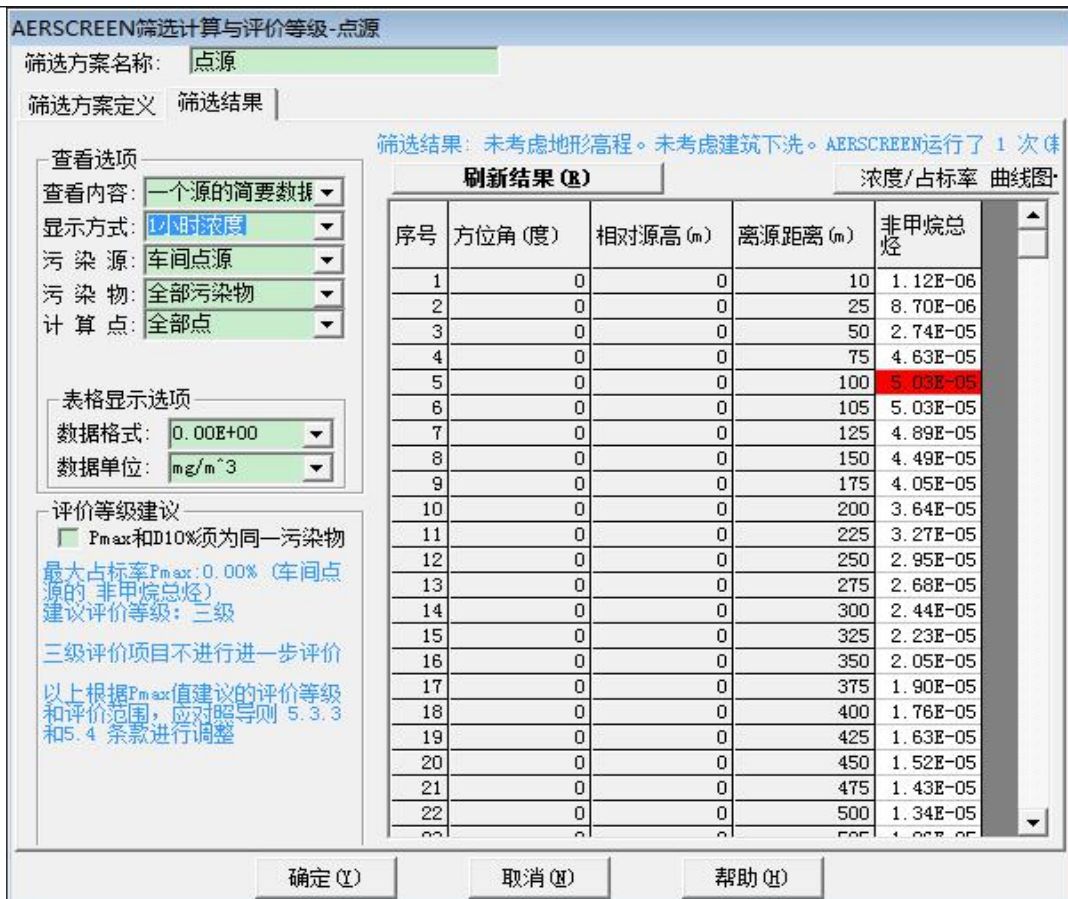 AERSCREEN筛选计算与评价等级-点源
筛选方案名称: 点源
筛选方案定义 筛选结果
查看选项
查看内容: 一个源的简要数据
显示方式: 1小时浓度
污 染 源: 车间点源
污 染 物: 全部污染物
计 算 点: 全部点
表格显示选项
数据格式: 0.00E+00
数据单位: mg/m^3
评价等级建议
Pmax和D10%须为同一污染物
最大占标率Pmax:0.00% (车间点
源的 非甲烷总烃)
建议评价等级: 三级
三级评价项目不进行进一步评价
以上根据Pmax值建议的评价等级
和评价范围，应对照导则 5.3.3
和5.4 条款进行调整
筛选结果: 未考虑地形高程。未考虑建筑下洗。AERSCREEN运行了 1 次
刷新结果(R) 浓度/占标率 曲线图
序号 方位角(度) 相对源高(m) 离源距离(m) 非甲烷总
烃
1 0 0 10 1.12E-06
2 0 0 25 8.70E-06
3 0 0 50 2.74E-05
4 0 0 75 4.63E-05
5 0 0 100 5.03E-05
6 0 0 105 5.03E-05
7 0 0 125 4.89E-05
8 0 0 150 4.49E-05
9 0 0 175 4.05E-05
10 0 0 200 3.64E-05
11 0 0 225 3.27E-05
12 0 0 250 2.95E-05
13 0 0 275 2.68E-05
14 0 0 300 2.44E-05
15 0 0 325 2.23E-05
16 0 0 350 2.05E-05
17 0 0 375 1.90E-05
18 0 0 400 1.76E-05
19 0 0 425 1.63E-05
20 0 0 450 1.52E-05
21 0 0 475 1.43E-05
22 0 0 500 1.34E-05
确定(Y) 取消(N) 帮助(H)